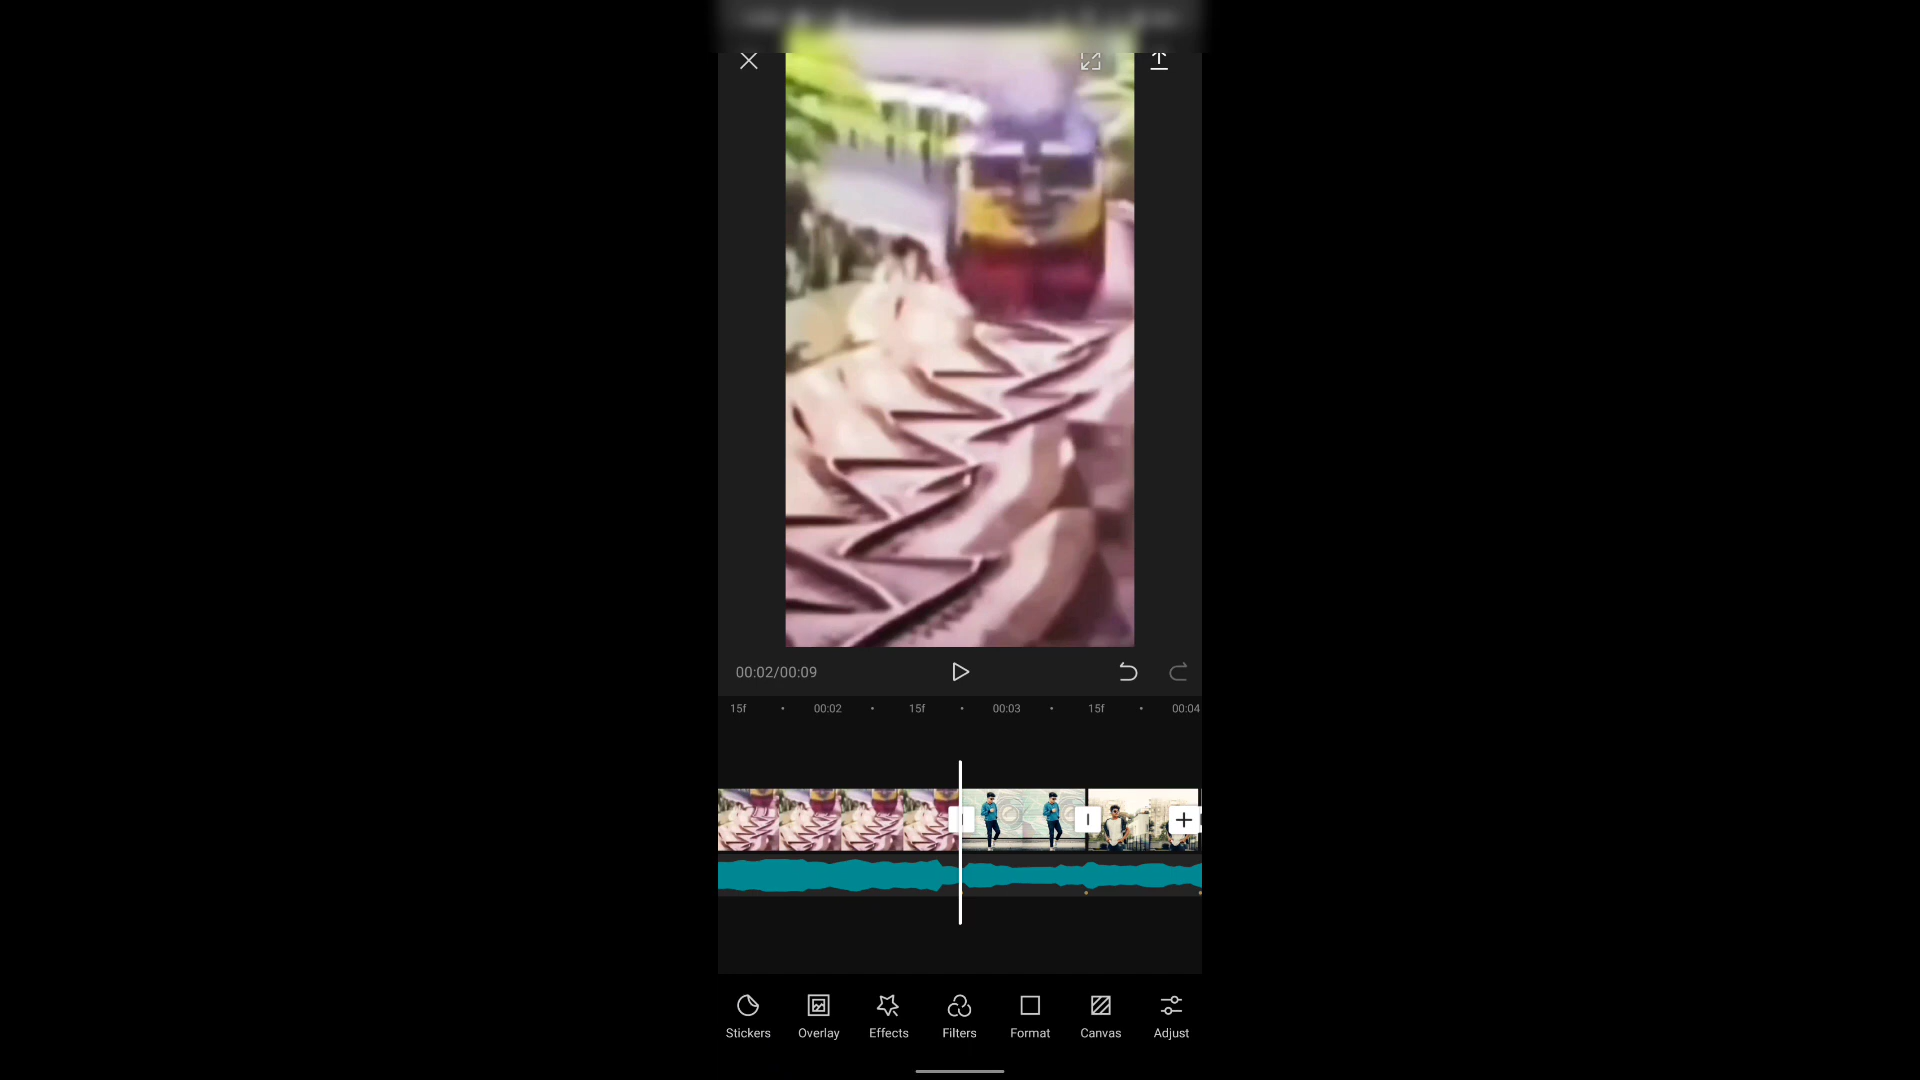 00:02/00:09
15f 00:02 15f 00:03 15f 00:04
Stickers Overlay Effects Filters Format Canvas Adjust